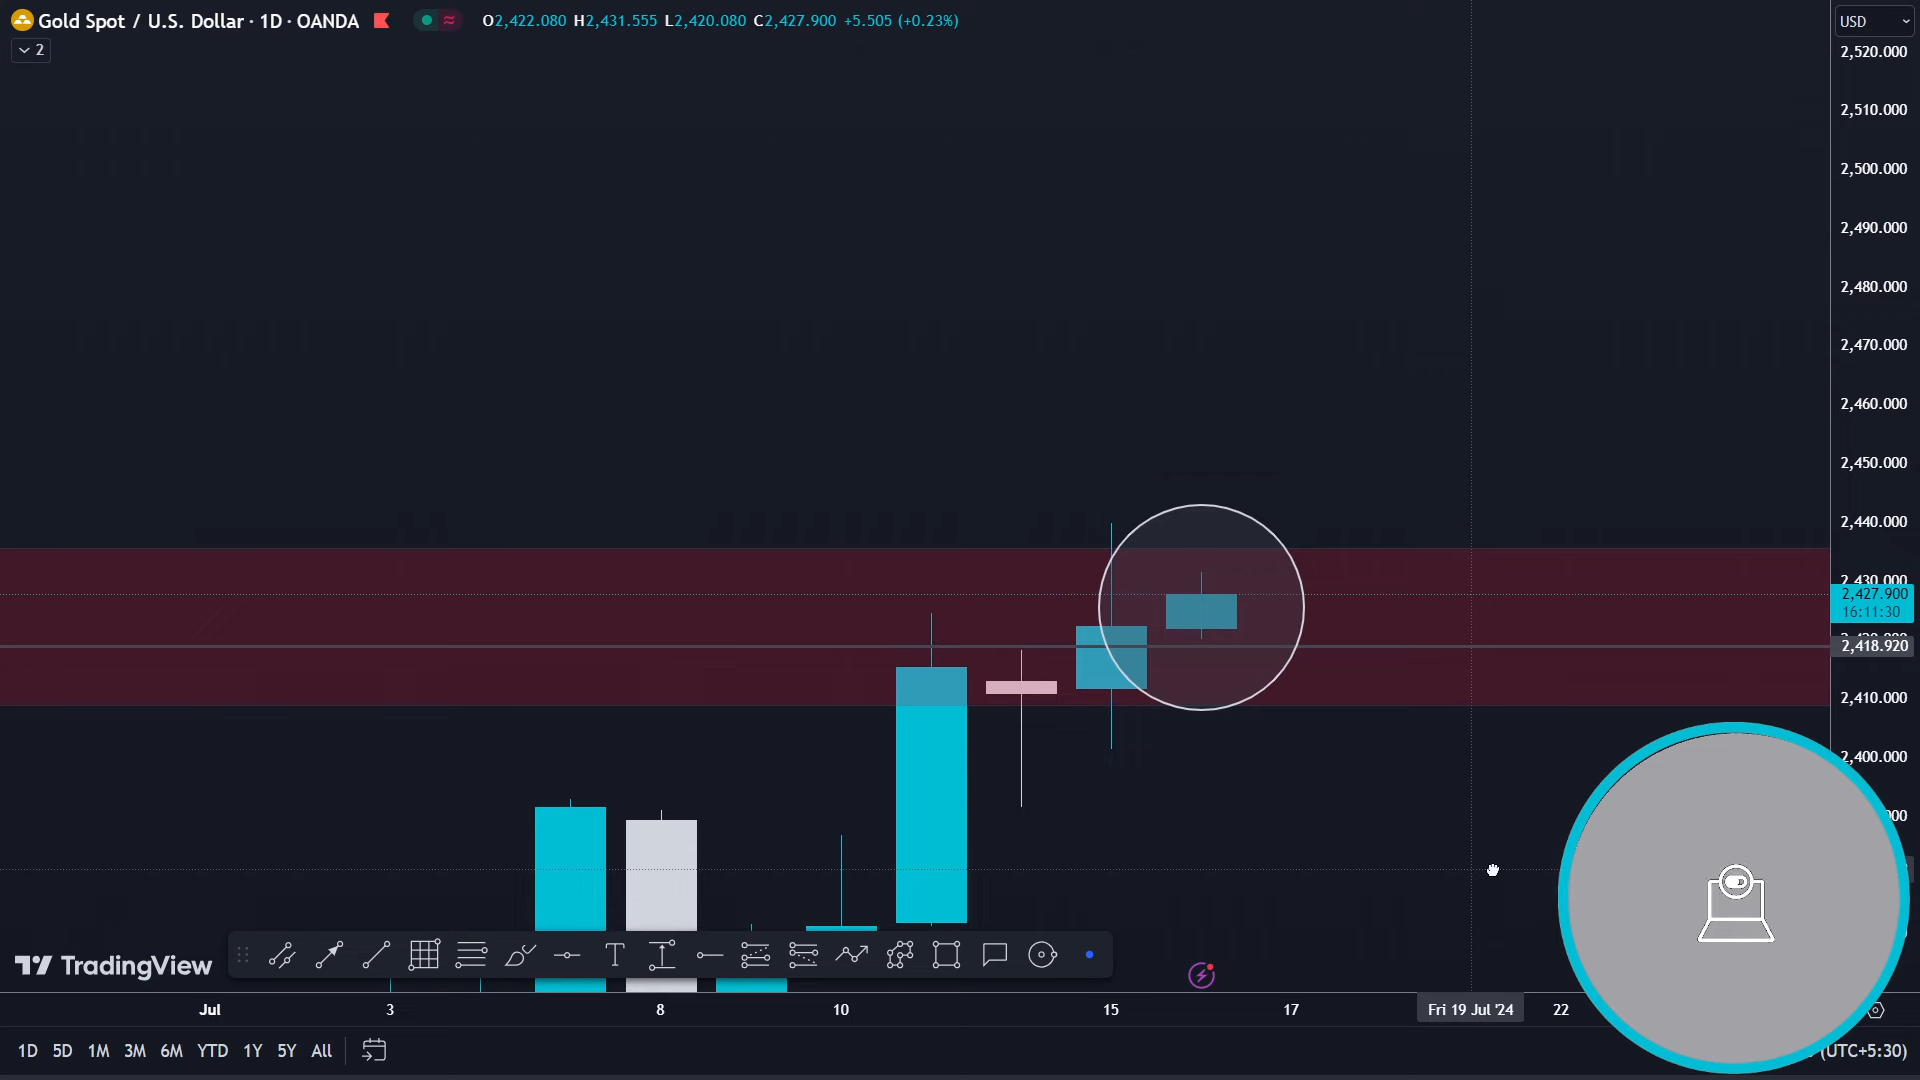 Gold Spot / U.S. Dollar · 1D · OANDA
O2,422.080 H2,431.555 L2,420.080 C2,427.900 +5.505 (+0.23%)
USD
2
2,520.000
2,510.000
2,500.000
2,490.000
2,480.000
2,470.000
2,460.000
2,450.000
2,440.000
2,430.000
2,427.900
16:11:30
2,418.920
2,410.000
2,400.000
TradingView
Jul 3 8 10 15 17 Fri 19 Jul '24 22
1D 5D 1M 3M 6M YTD 1Y 5Y All
(UTC+5:30)